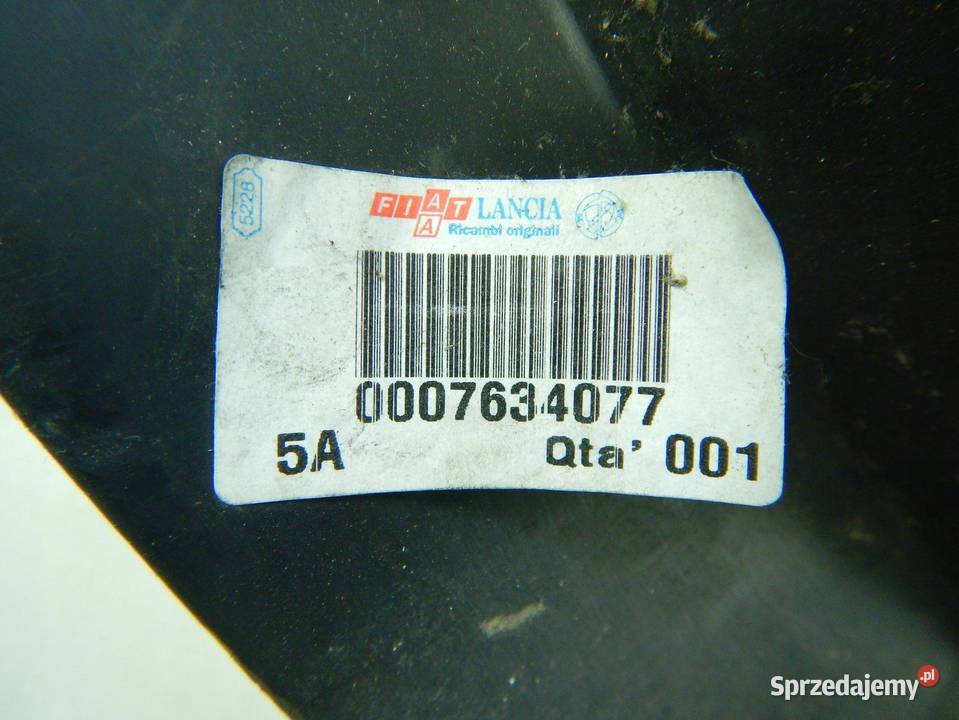 5228
FIAT LANCIA
A
Ricambi originali
0007634077
5A Qta' 001
Sprzedajemy.pl